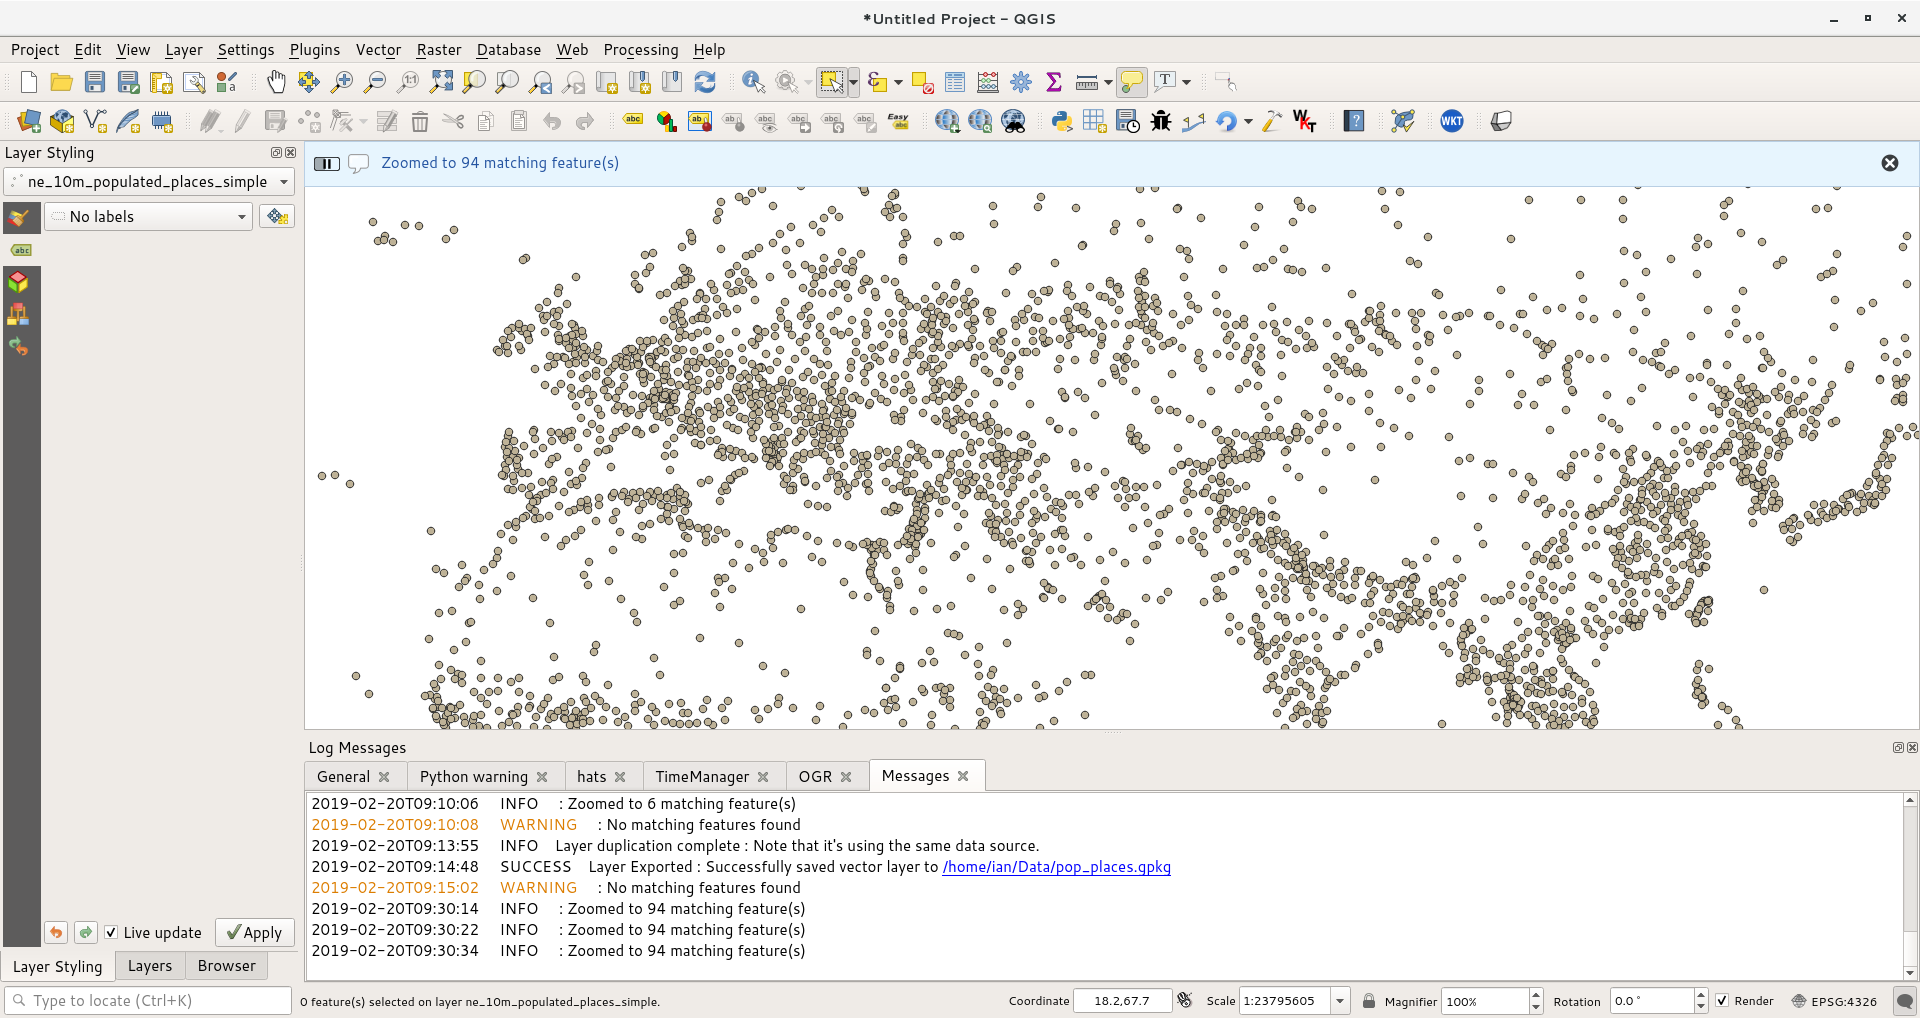 *Untitled Project - QGIS
Project Edit View Layer Settings Plugins Vector Raster Database Web Processing Help
1:1
abc abc Easy abc WKT
Layer Styling
ne_10m_populated_places_simple
No labels
abc
Zoomed to 94 matching feature(s)
Log Messages
General Python warning hats TimeManager OGR Messages
2019-02-20T09:10:06 INFO : Zoomed to 6 matching feature(s)
2019-02-20T09:10:08 WARNING : No matching features found
2019-02-20T09:13:55 INFO Layer duplication complete : Note that it's using the same data source.
2019-02-20T09:14:48 SUCCESS Layer Exported : Successfully saved vector layer to /home/ian/Data/pop_places.gpkg
2019-02-20T09:15:02 WARNING : No matching features found
2019-02-20T09:30:14 INFO : Zoomed to 94 matching feature(s)
2019-02-20T09:30:22 INFO : Zoomed to 94 matching feature(s)
2019-02-20T09:30:34 INFO : Zoomed to 94 matching feature(s)
Live update Apply
Layer Styling Layers Browser
Type to locate (Ctrl+K)
0 feature(s) selected on layer ne_10m_populated_places_simple.
Coordinate 18.2,67.7 Scale 1:23795605 Magnifier 100% Rotation 0.0 ° Render EPSG:4326